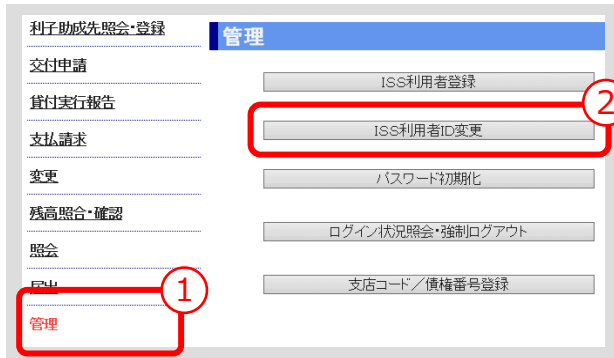 利子助成先照会・登録
交付申請
貸付実行報告
支払請求
変更
残高照合・確認
照会
届出
管理
1
管理
ISS利用者登録
2
ISS利用者ID変更
パスワード初期化
ログイン状況照会・強制ログアウト
支店コード／債権番号登録